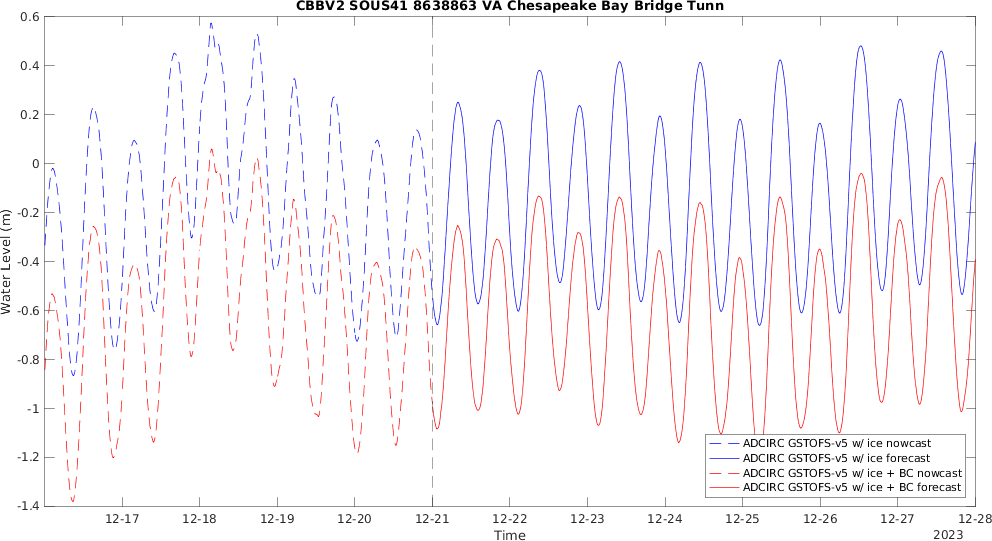 CBBV2 SOUS41 8638863 VA Chesapeake Bay Bridge Tunn
Water Level (m)
0.6
0.4
0.2
0
-0.2
-0.4
-0.6
-0.8
-1
-1.2
-1.4
ADCIRC GSTOFS-v5 w/ ice nowcast
ADCIRC GSTOFS-v5 w/ ice forecast
ADCIRC GSTOFS-v5 w/ ice + BC nowcast
ADCIRC GSTOFS-v5 w/ ice + BC forecast
12-17 12-18 12-19 12-20 12-21 12-22 12-23 12-24 12-25 12-26 12-27 12-28
Time
2023